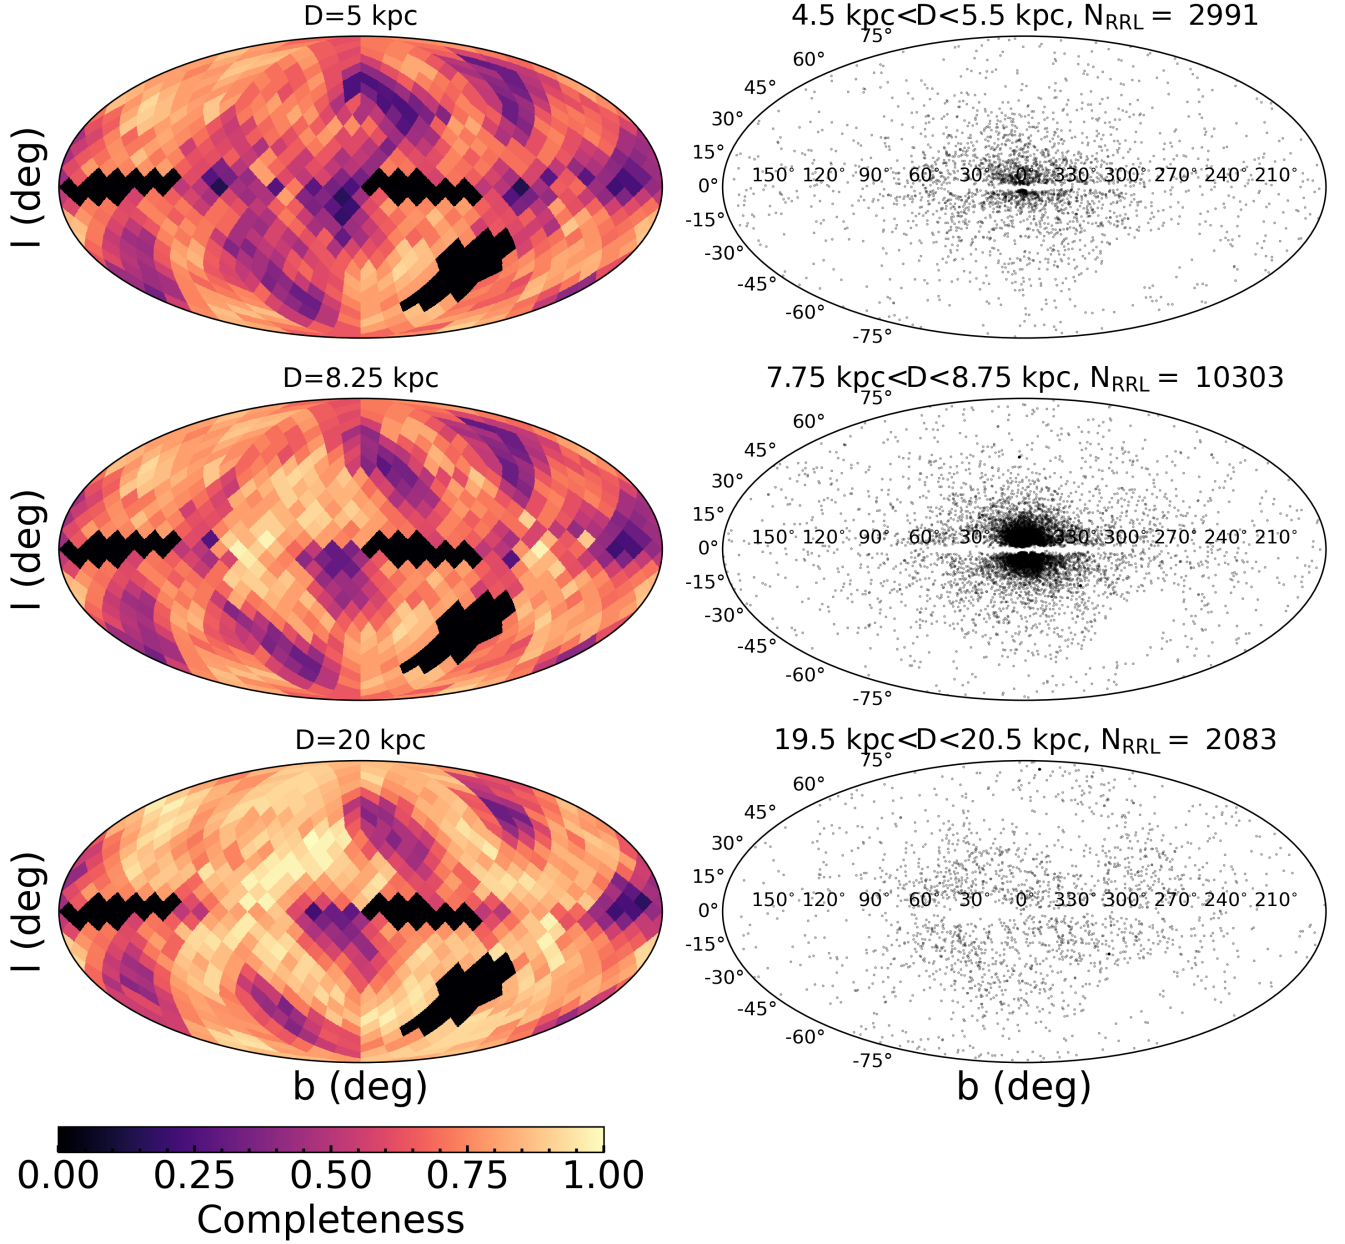 D=5 kpc
4.5 kpc<D<5.5 kpc, N_RRL = 2991
l (deg)
75°
60°
45°
30°
15°
0°
-15°
-30°
-45°
-60°
-75°
150° 120° 90° 60° 30° 0° 330° 300° 270° 240° 210°
D=8.25 kpc
7.75 kpc<D<8.75 kpc, N_RRL = 10303
l (deg)
75°
60°
45°
30°
15°
0°
-15°
-30°
-45°
-60°
-75°
150° 120° 90° 60° 30° 0° 330° 300° 270° 240° 210°
D=20 kpc
19.5 kpc<D<20.5 kpc, N_RRL = 2083
l (deg)
75°
60°
45°
30°
15°
0°
-15°
-30°
-45°
-60°
-75°
150° 120° 90° 60° 30° 0° 330° 300° 270° 240° 210°
b (deg)
b (deg)
0.00 0.25 0.50 0.75 1.00
Completeness